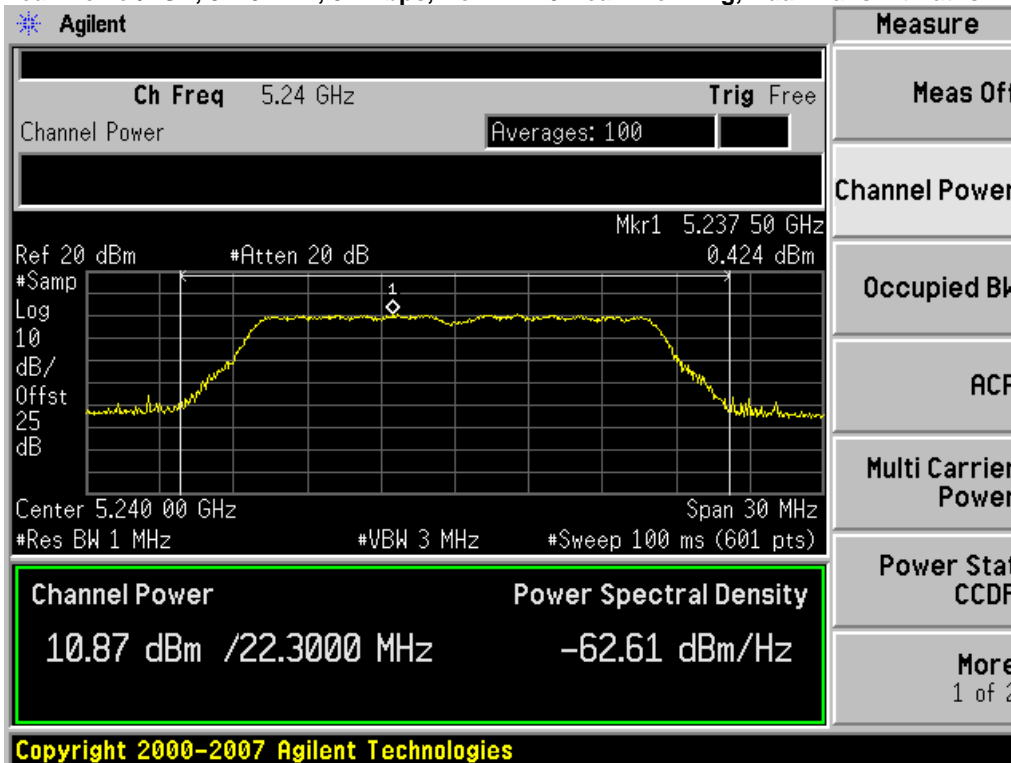 Agilent
Measure
Ch Freq 5.24 GHz
Trig Free
Meas Off
Channel Power
Averages: 100
Channel Power
Mkr1 5.237 50 GHz
Ref 20 dBm
#Atten 20 dB
0.424 dBm
#Samp
Log
10
dB/
Offst
25
dB
1
Occupied BW
ACP
Multi Carrier
Power
Center 5.240 00 GHz
Span 30 MHz
#Res BW 1 MHz
#VBW 3 MHz
#Sweep 100 ms (601 pts)
Power Stat
CCDF
Channel Power
Power Spectral Density
10.87 dBm /22.3000 MHz
-62.61 dBm/Hz
More
1 of 2
Copyright 2000-2007 Agilent Technologies